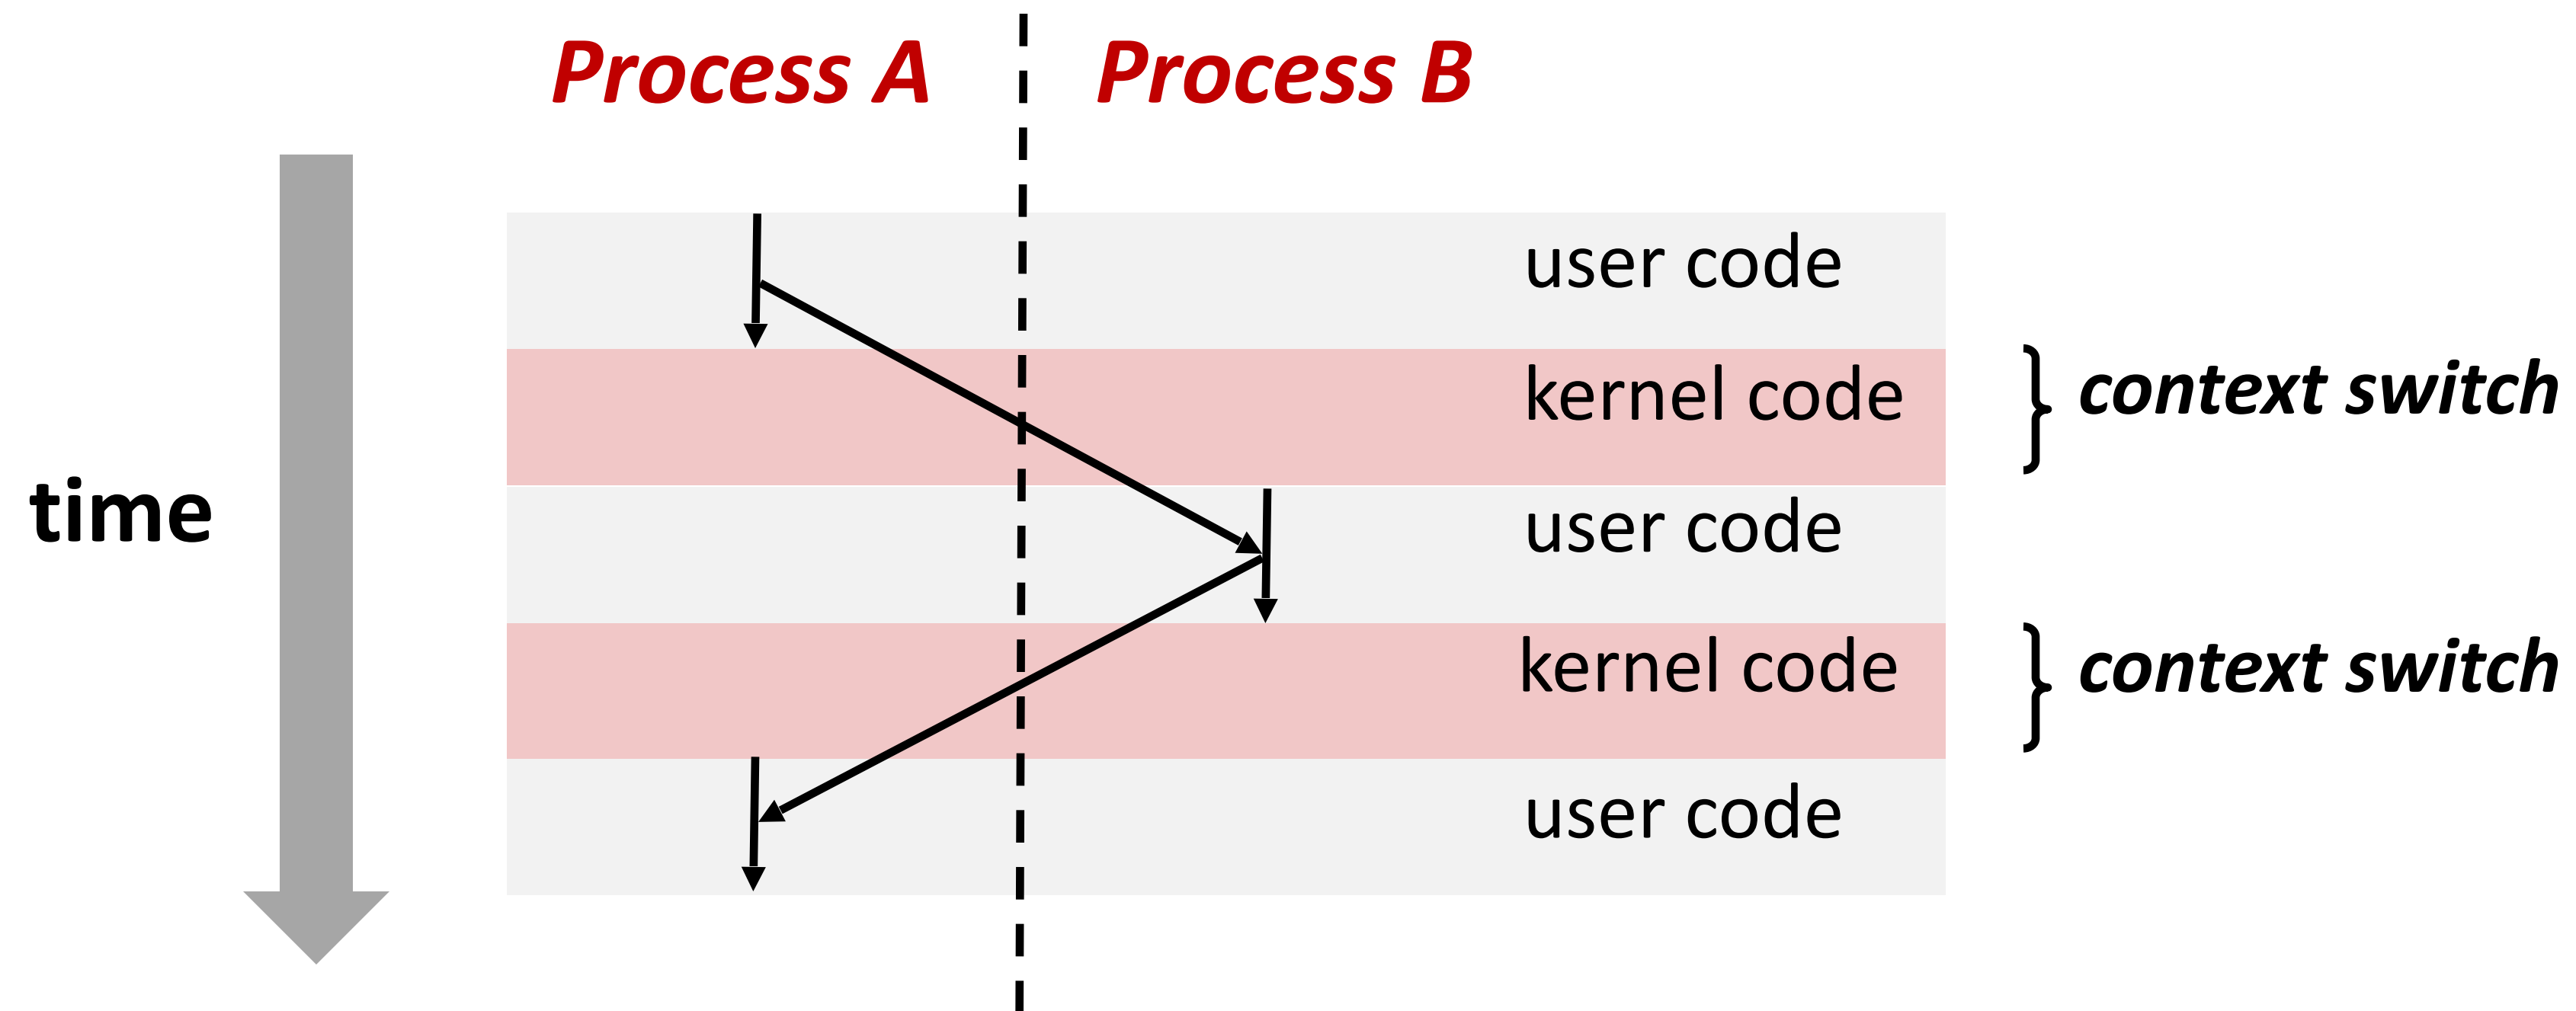 Process A
Process B
user code
kernel code
context switch
time
user code
kernel code
context switch
user code